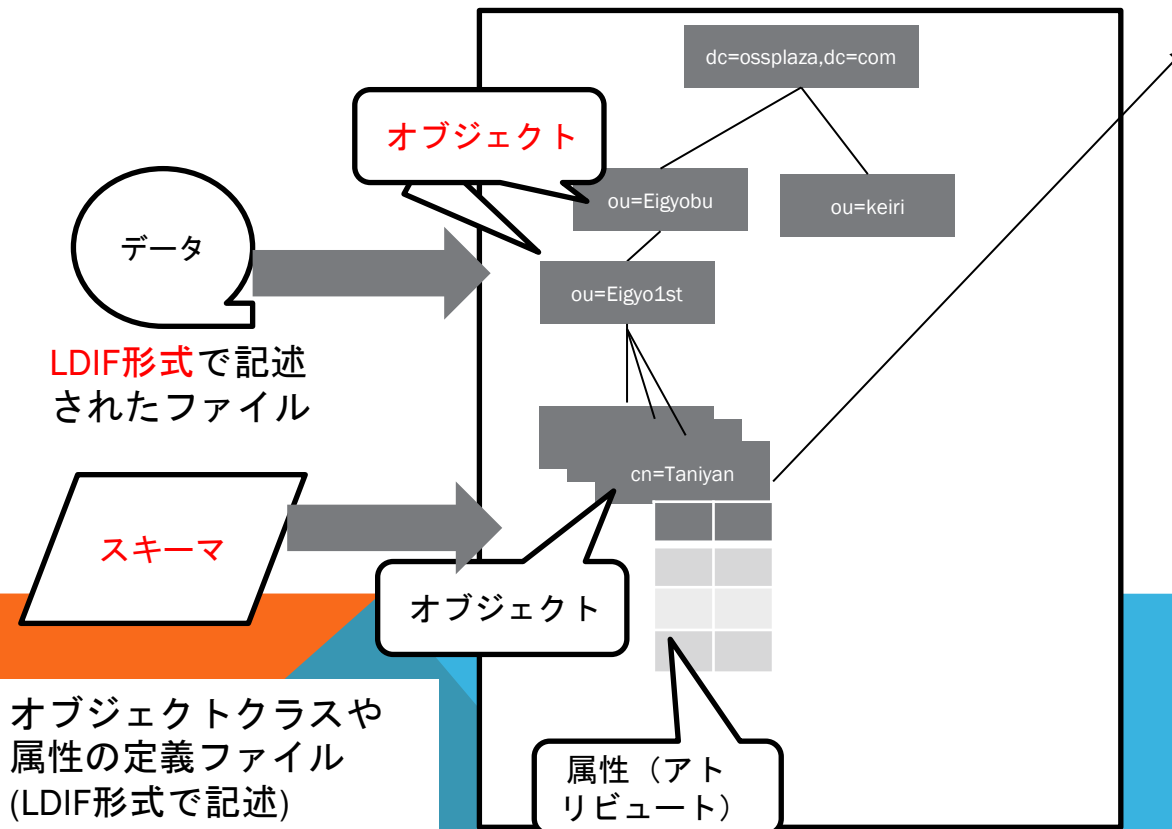 dc=ossplaza,dc=com
オブジェクト
ou=Eigyobu
ou=keiri
データ
ou=Eigyo1st
LDIF形式で記述
されたファイル
cn=Taniyan
スキーマ
オブジェクト
オブジェクトクラスや
属性の定義ファイル
(LDIF形式で記述)
属性（アト
リビュート）